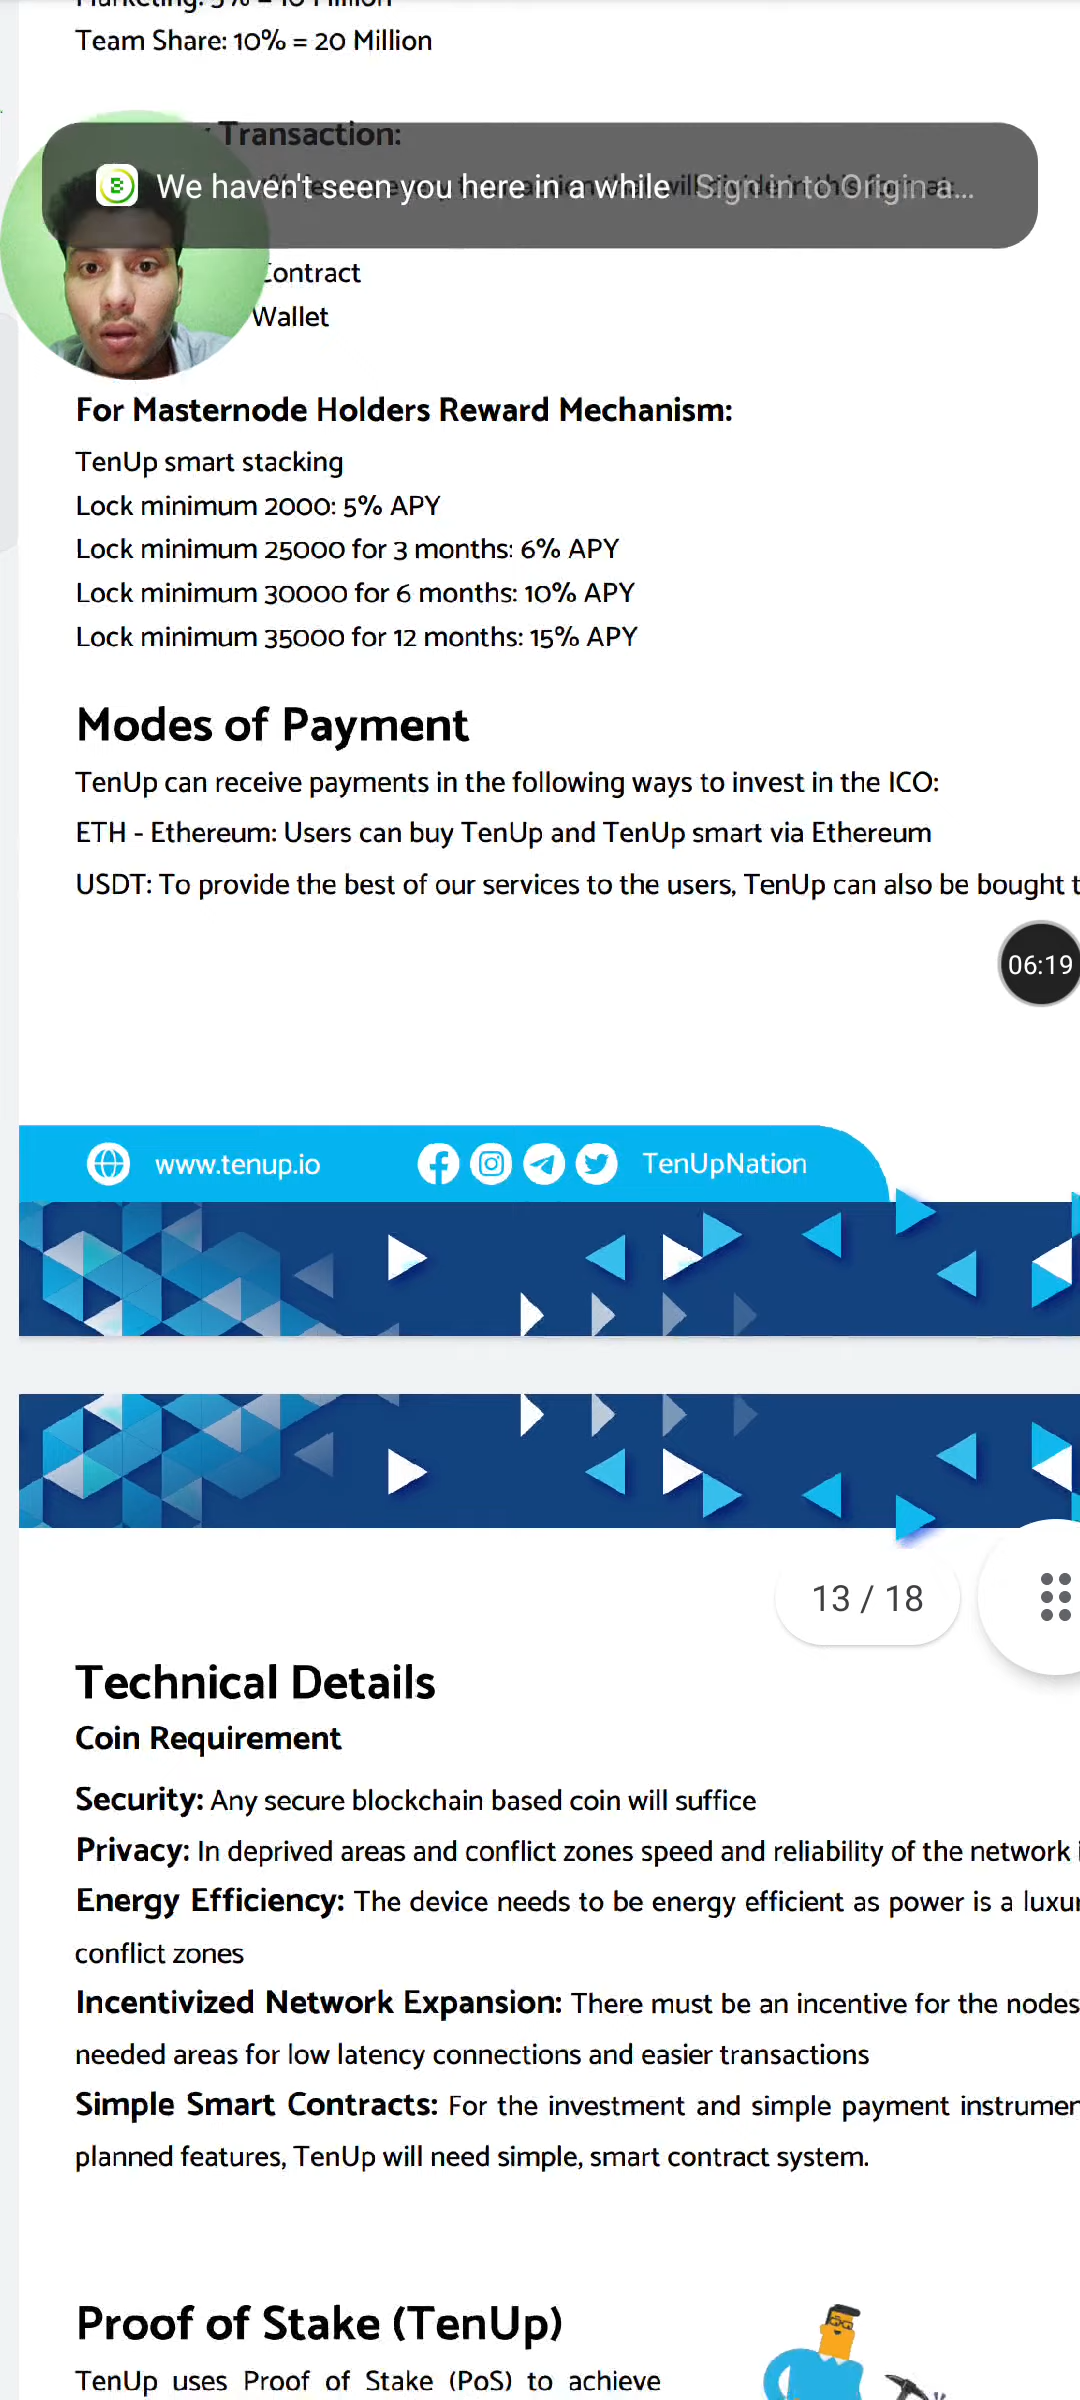 Team Share: 10% = 20 Million
Transaction:
We haven't seen you here in a while Sign in to Origin a...
Contract
Wallet
For Masternode Holders Reward Mechanism:
TenUp smart stacking
Lock minimum 2000: 5% APY
Lock minimum 25000 for 3 months: 6% APY
Lock minimum 30000 for 6 months: 10% APY
Lock minimum 35000 for 12 months: 15% APY
Modes of Payment
TenUp can receive payments in the following ways to invest in the ICO:
ETH - Ethereum: Users can buy TenUp and TenUp smart via Ethereum
USDT: To provide the best of our services to the users, TenUp can also be bought t
06:19
www.tenup.io TenUpNation
13 / 18
Technical Details
Coin Requirement
Security: Any secure blockchain based coin will suffice
Privacy: In deprived areas and conflict zones speed and reliability of the network i
Energy Efficiency: The device needs to be energy efficient as power is a luxur
conflict zones
Incentivized Network Expansion: There must be an incentive for the nodes
needed areas for low latency connections and easier transactions
Simple Smart Contracts: For the investment and simple payment instrumen
planned features, TenUp will need simple, smart contract system.
Proof of Stake (TenUp)
TenUp uses Proof of Stake (PoS) to achieve